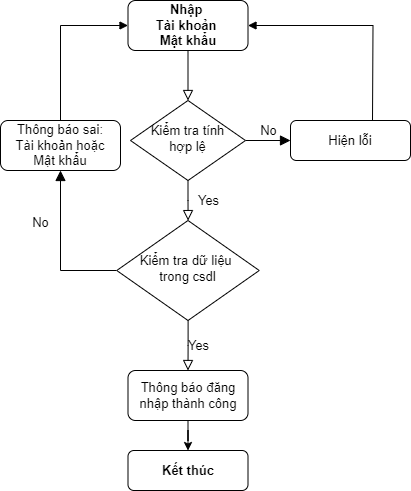 Nhập
Tài khoản
Mật khẩu
Thông báo sai:
Tài khoản hoặc
Mật khẩu
Kiểm tra tính
hợp lệ
No
Hiện lỗi
Yes
No
Kiểm tra dữ liệu
trong csdl
Yes
Thông báo đăng
nhập thành công
Kết thúc